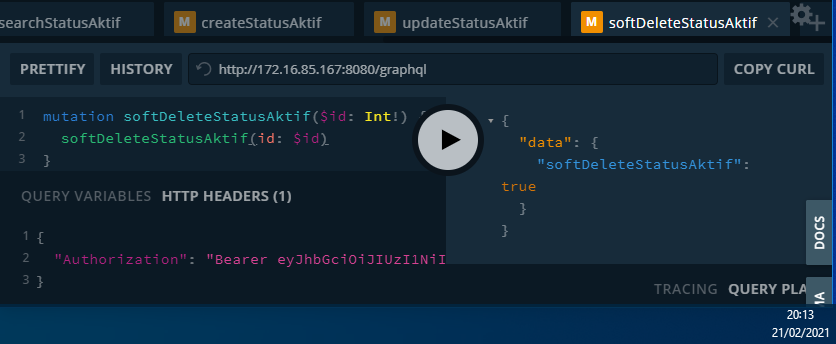 searchStatusAktif
M createStatusAktif
M updateStatusAktif
M softDeleteStatusAktif
PRETTIFY
HISTORY
http://172.16.85.167:8080/graphql
COPY CURL
1 mutation softDeleteStatusAktif($id: Int!) {
2 softDeleteStatusAktif(id: $id)
3 }
QUERY VARIABLES HTTP HEADERS (1)
1 {
2 "Authorization": "Bearer eyJhbGciOiJIUzI1NiI
3 }
{
"data": {
"softDeleteStatusAktif":
true
}
}
DOCS
MA
TRACING QUERY PLA
20:13
21/02/2021